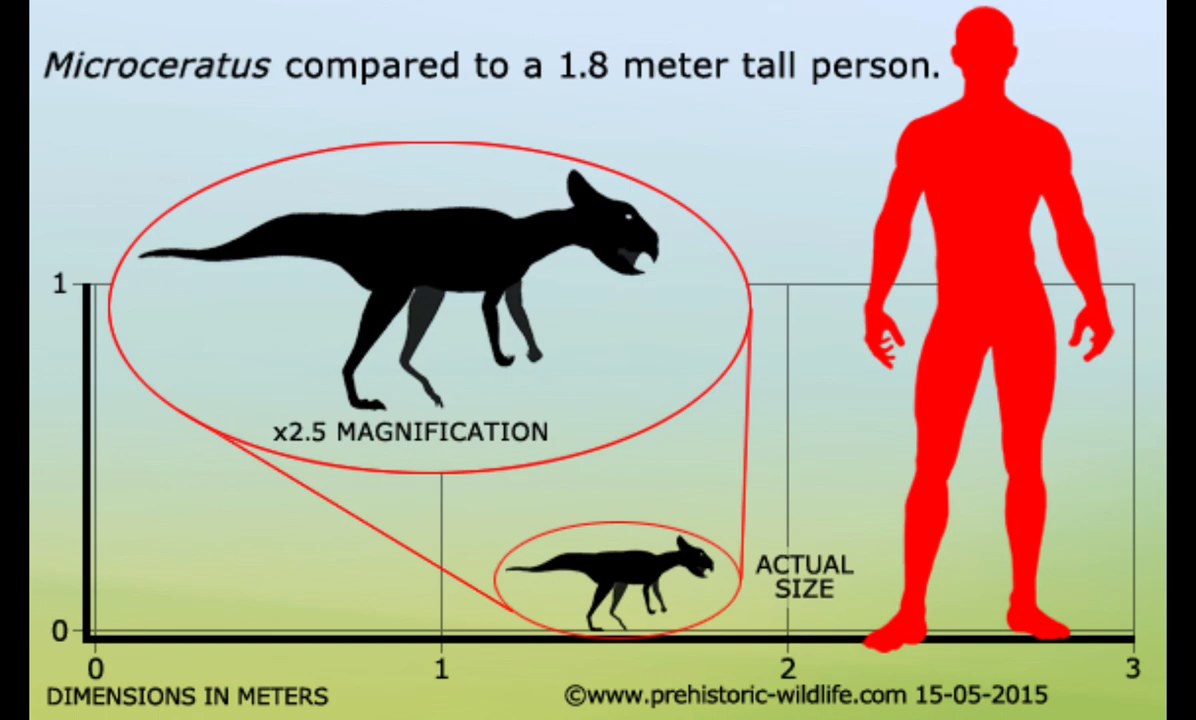 Microceratus compared to a 1.8 meter tall person.
1
x2.5 MAGNIFICATION
ACTUAL
SIZE
0
0 1 2 3
DIMENSIONS IN METERS
©www.prehistoric-wildlife.com 15-05-2015